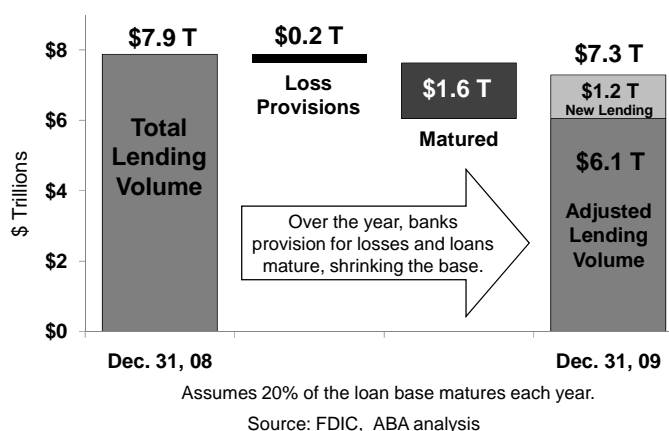 $7.9 T
$0.2 T
$7.3 T
$8
$6
$4
$2
$0
$ Trillions
Total
Lending
Volume
Loss
Provisions
$1.6 T
Matured
$1.2 T
New Lending
$6.1 T
Adjusted
Lending
Volume
Over the year, banks
provision for losses and loans
mature, shrinking the base.
Dec. 31, 08
Dec. 31, 09
Assumes 20% of the loan base matures each year.
Source: FDIC, ABA analysis